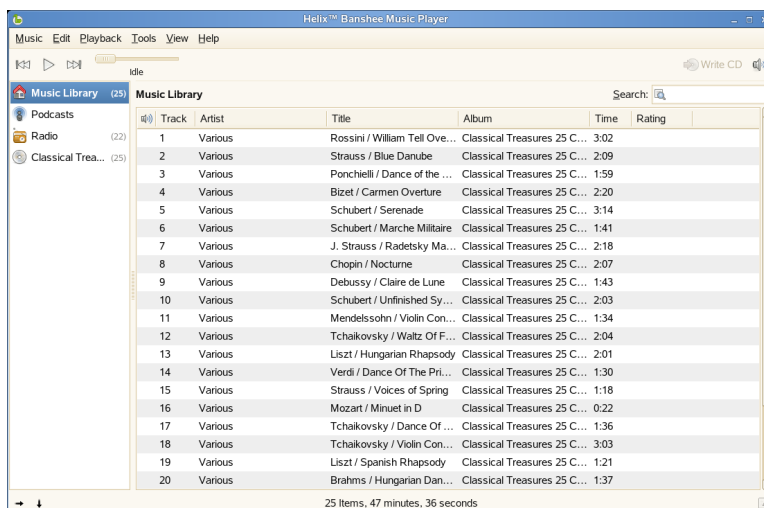 Helix™ Banshee Music Player
Music Edit Playback Tools View Help
Idle
Write CD
Music Library (25)
Podcasts
Radio (22)
Classical Trea... (25)
Music Library
Search:
Track Artist Title Album Time Rating
1 Various Rossini / William Tell Ove... Classical Treasures 25 C... 3:02
2 Various Strauss / Blue Danube Classical Treasures 25 C... 2:09
3 Various Ponchielli / Dance of the ... Classical Treasures 25 C... 1:59
4 Various Bizet / Carmen Overture Classical Treasures 25 C... 2:20
5 Various Schubert / Serenade Classical Treasures 25 C... 3:14
6 Various Schubert / Marche Militaire Classical Treasures 25 C... 1:41
7 Various J. Strauss / Radetsky Ma... Classical Treasures 25 C... 2:18
8 Various Chopin / Nocturne Classical Treasures 25 C... 2:07
9 Various Debussy / Claire de Lune Classical Treasures 25 C... 1:43
10 Various Schubert / Unfinished Sy... Classical Treasures 25 C... 2:03
11 Various Mendelssohn / Violin Con... Classical Treasures 25 C... 1:34
12 Various Tchaikovsky / Waltz Of F... Classical Treasures 25 C... 2:04
13 Various Liszt / Hungarian Rhapsody Classical Treasures 25 C... 2:01
14 Various Verdi / Dance Of The Pri... Classical Treasures 25 C... 1:30
15 Various Strauss / Voices of Spring Classical Treasures 25 C... 1:18
16 Various Mozart / Minuet in D Classical Treasures 25 C... 0:22
17 Various Tchaikovsky / Dance Of ... Classical Treasures 25 C... 1:36
18 Various Tchaikovsky / Violin Con... Classical Treasures 25 C... 3:03
19 Various Liszt / Spanish Rhapsody Classical Treasures 25 C... 1:21
20 Various Brahms / Hungarian Dan... Classical Treasures 25 C... 1:37
25 Items, 47 minutes, 36 seconds